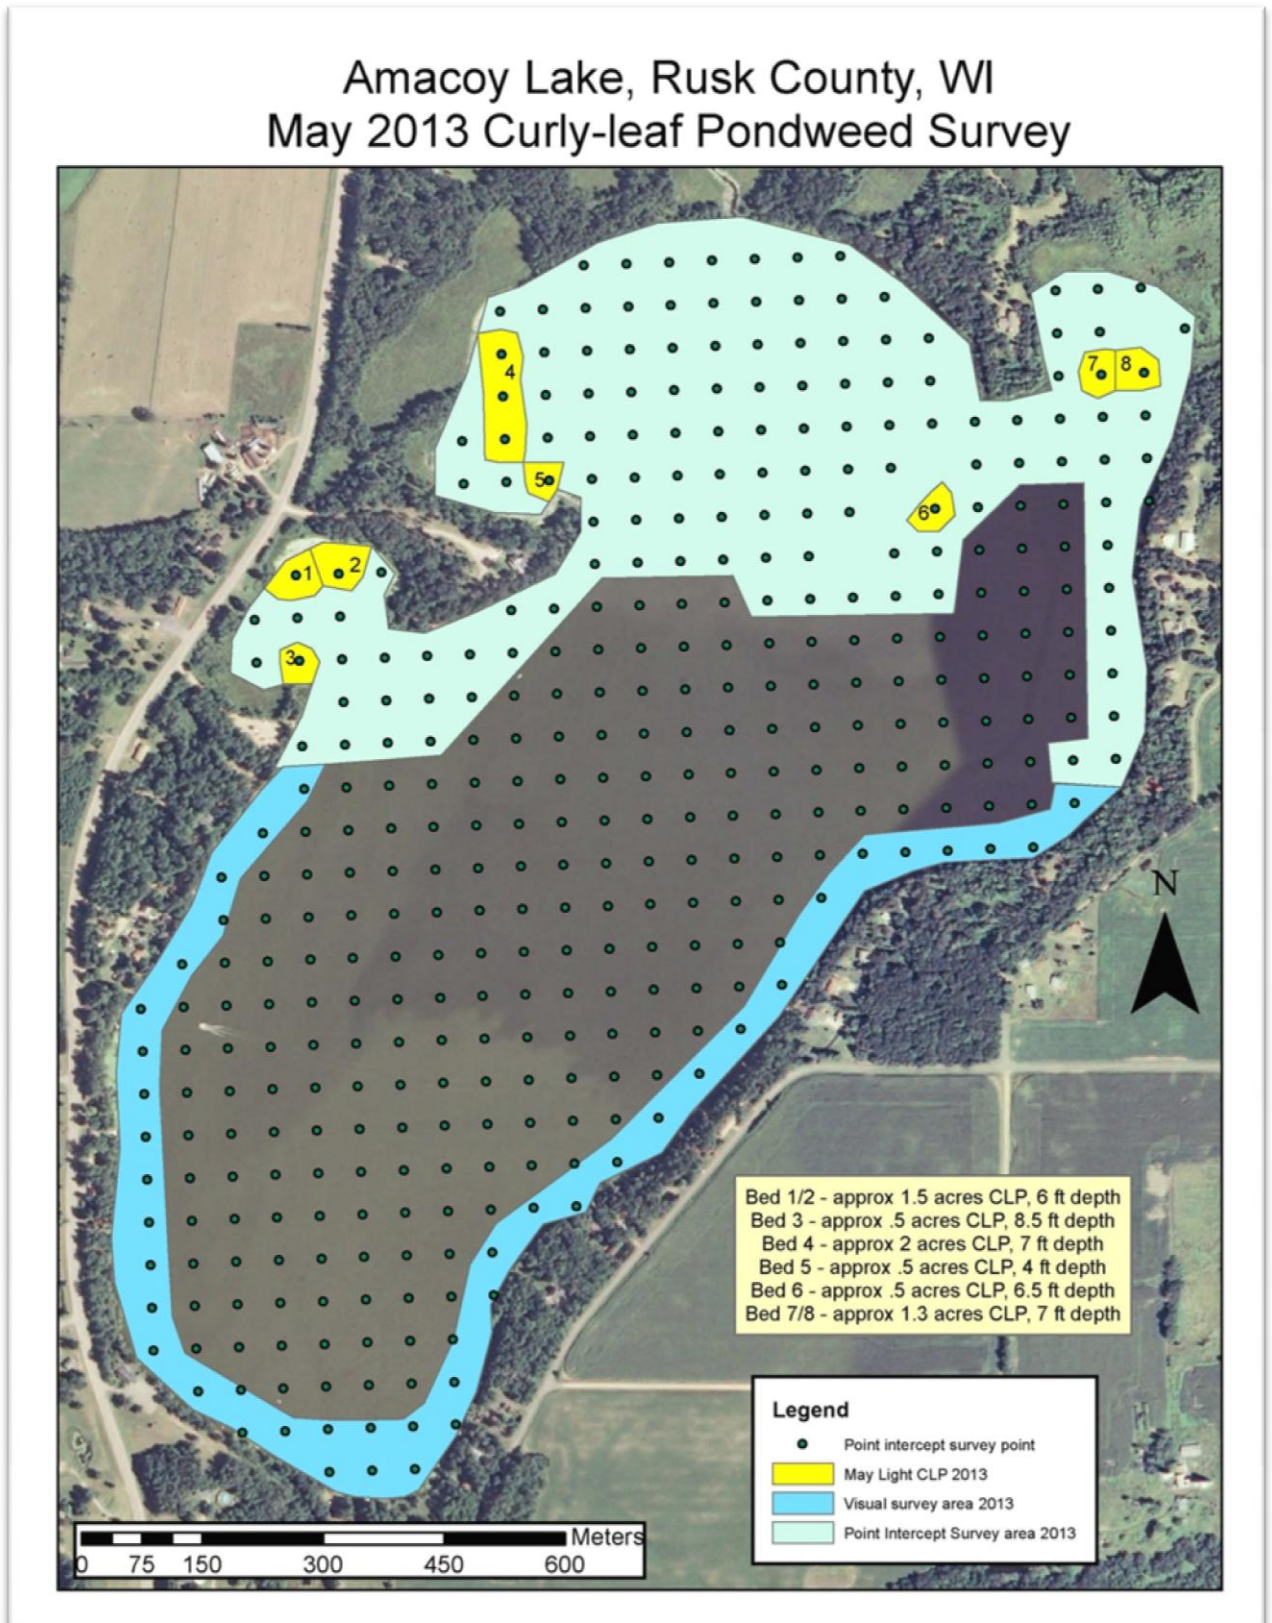 Amacoy Lake, Rusk County, WI
May 2013 Curly-leaf Pondweed Survey
7 8
4
5
6
1 2
3
N
Bed 1/2 - approx 1.5 acres CLP, 6 ft depth
Bed 3 - approx .5 acres CLP, 8.5 ft depth
Bed 4 - approx 2 acres CLP, 7 ft depth
Bed 5 - approx .5 acres CLP, 4 ft depth
Bed 6 - approx .5 acres CLP, 6.5 ft depth
Bed 7/8 - approx 1.3 acres CLP, 7 ft depth
Legend
Point intercept survey point
May Light CLP 2013
Visual survey area 2013
Point Intercept Survey area 2013
Meters
0 75 150 300 450 600